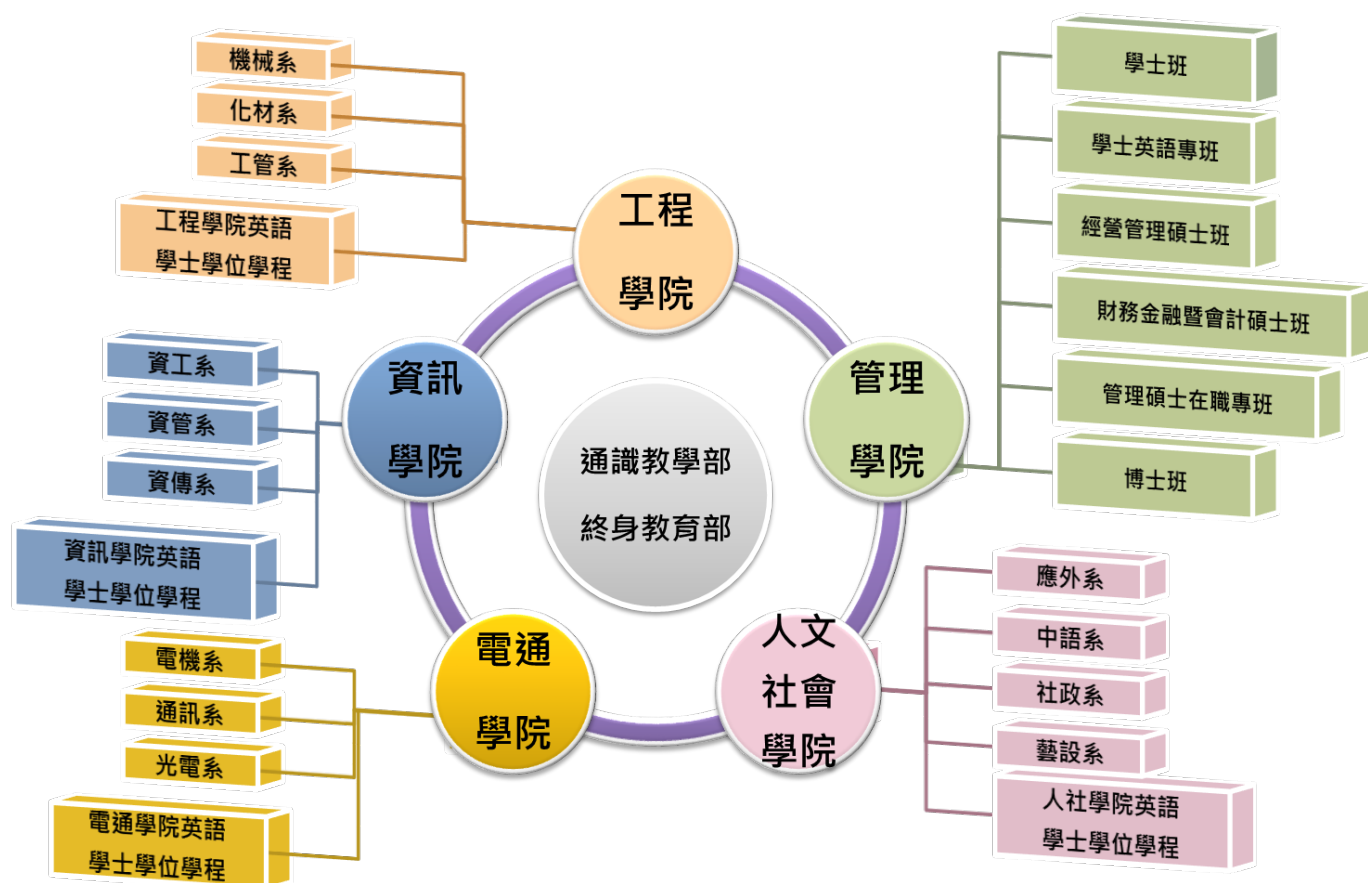 機械系
化材系
工管系
工程學院英語
學士學位學程
工程
學院
學士班
學士英語專班
經營管理碩士班
財務金融暨會計碩士班
管理碩士在職專班
博士班
管理
學院
資工系
資管系
資傳系
資訊學院英語
學士學位學程
資訊
學院
通識教學部
終身教育部
電機系
通訊系
光電系
電通學院英語
學士學位學程
電通
學院
人文
社會
學院
應外系
中語系
社政系
藝設系
人社學院英語
學士學位學程